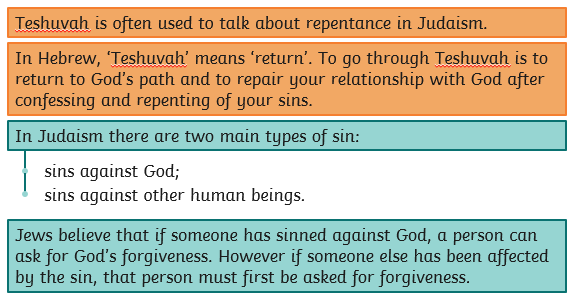 Teshuvah is often used to talk about repentance in Judaism.
In Hebrew, ‘Teshuvah’ means ‘return’. To go through Teshuvah is to
return to God’s path and to repair your relationship with God after
confessing and repenting of your sins.
In Judaism there are two main types of sin:
sins against God;
sins against other human beings.
Jews believe that if someone has sinned against God, a person can
ask for God’s forgiveness. However if someone else has been affected
by the sin, that person must first be asked for forgiveness.